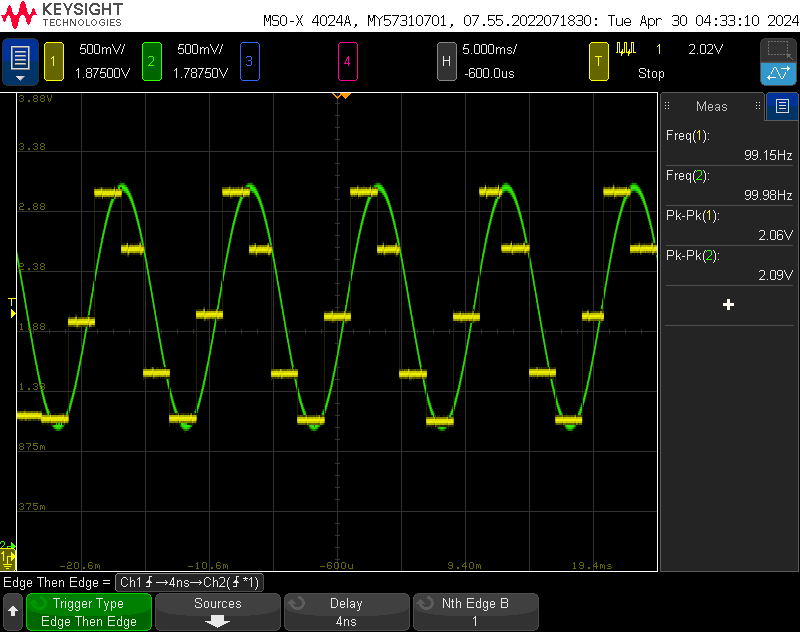 KEYSIGHT
TECHNOLOGIES
MSO-X 4024A, MY57310701, 07.55.2022071830: Tue Apr 30 04:33:10 2024
1 500mV/ 2 500mV/ 3 4 H 5.000ms/ T 1 2.02V
1.87500V 1.78750V -600.0us Stop
3.88V
3.38
2.88
2.38
T
1.88
1.38
875m
375m
2
1
-20.6m -10.6m -600u 9.40m 19.4ms
Meas
Freq(1):
99.15Hz
Freq(2):
99.98Hz
Pk-Pk(1):
2.06V
Pk-Pk(2):
2.09V
+
Edge Then Edge = Ch1 →4ns→Ch2( *1)
Trigger Type
Edge Then Edge
Sources
Delay
4ns
Nth Edge B
1